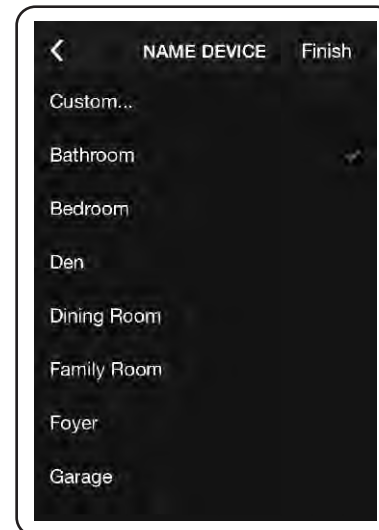 NAME DEVICE Finish
Custom...
Bathroom
Bedroom
Den
Dining Room
Family Room
Foyer
Garage